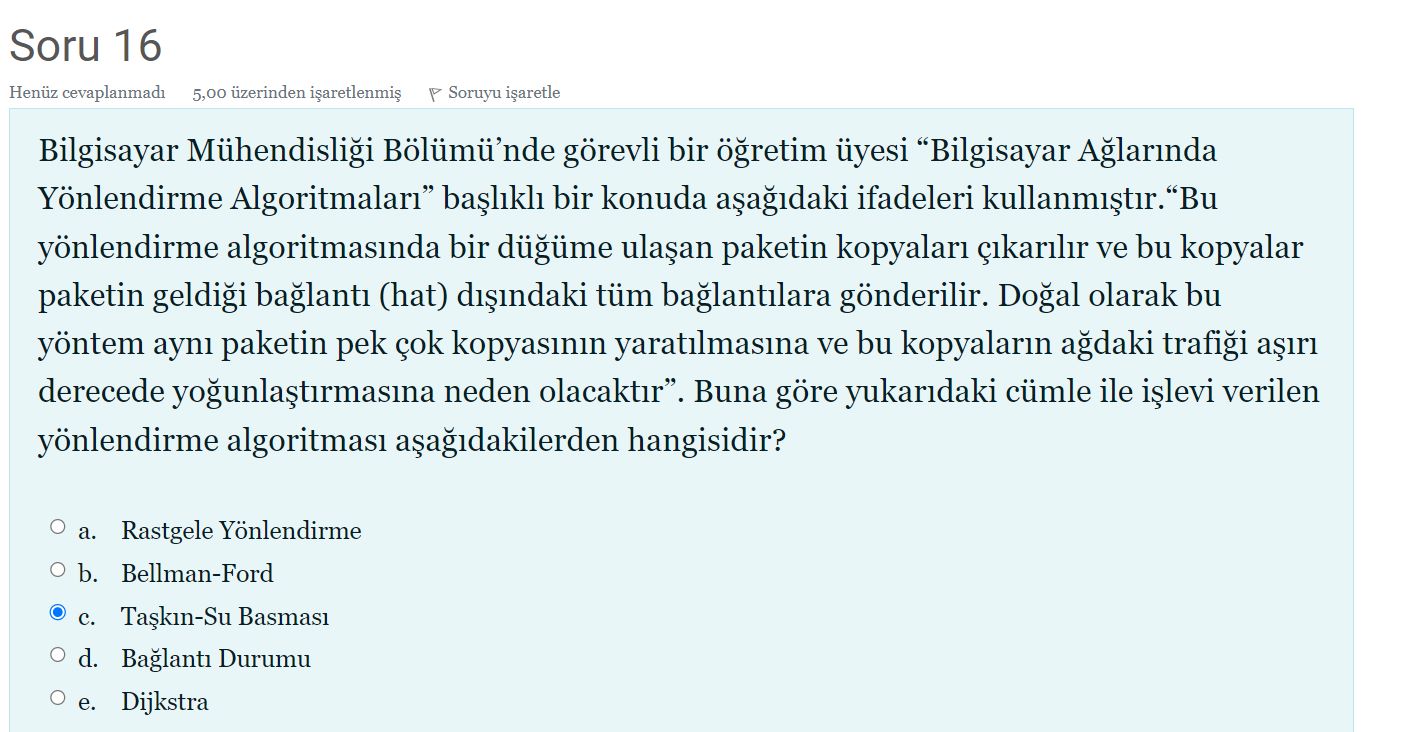 Soru 16
Henüz cevaplanmadı 5,00 üzerinden işaretlenmiş Soruyu işaretle
Bilgisayar Mühendisliği Bölümü’nde görevli bir öğretim üyesi “Bilgisayar Ağlarında
Yönlendirme Algoritmaları” başlıklı bir konuda aşağıdaki ifadeleri kullanmıştır.“Bu
yönlendirme algoritmasında bir düğüme ulaşan paketin kopyaları çıkarılır ve bu kopyalar
paketin geldiği bağlantı (hat) dışındaki tüm bağlantılara gönderilir. Doğal olarak bu
yöntem aynı paketin pek çok kopyasının yaratılmasına ve bu kopyaların ağdaki trafiği aşırı
derecede yoğunlaştırmasına neden olacaktır”. Buna göre yukarıdaki cümle ile işlevi verilen
yönlendirme algoritması aşağıdakilerden hangisidir?
a. Rastgele Yönlendirme
b. Bellman-Ford
c. Taşkın-Su Basması
d. Bağlantı Durumu
e. Dijkstra